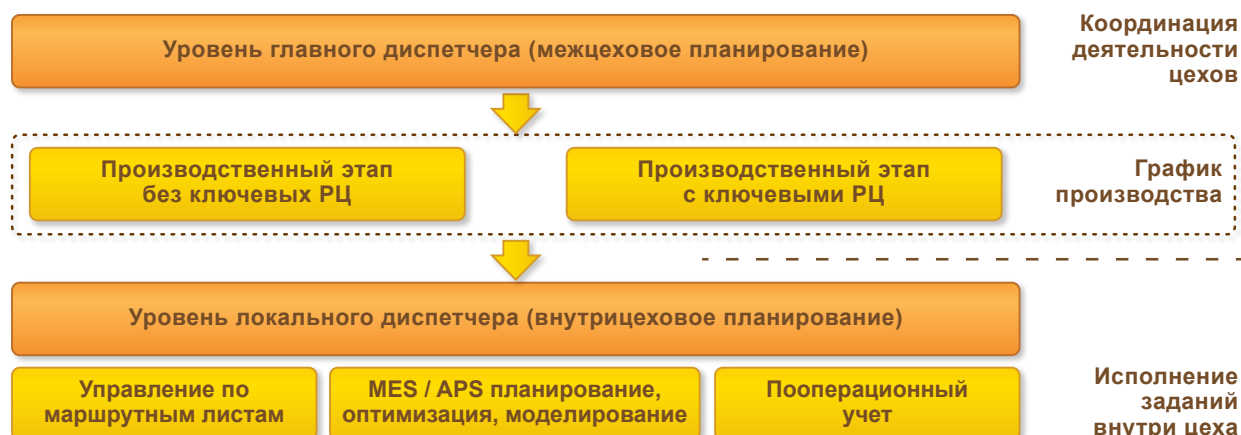 Уровень главного диспетчера (межцеховое планирование)
Координация
деятельности
цехов
Производственный этап
без ключевых РЦ
Производственный этап
с ключевыми РЦ
График
производства
Уровень локального диспетчера (внутрицеховое планирование)
Управление по
маршрутным листам
MES / APS планирование,
оптимизация, моделирование
Пооперационный
учет
Исполнение
заданий
внутри цеха